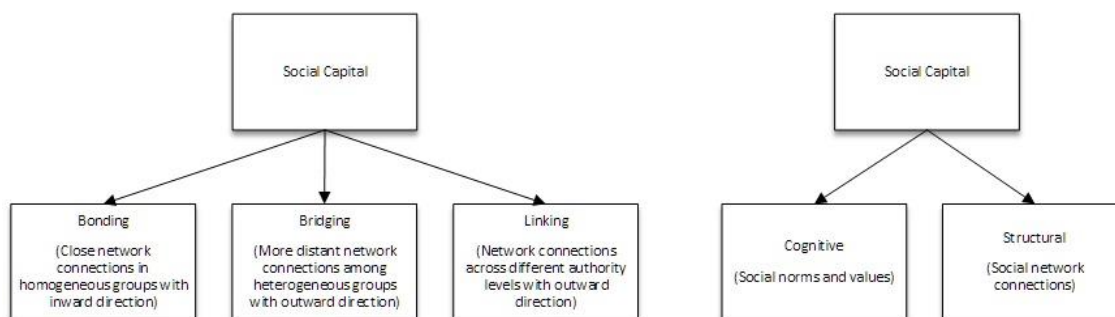 Social Capital
Bonding
(Close network
connections in
homogeneous groups with
inward direction)
Bridging
(More distant network
connections among
heterogeneous groups
with outward direction)
Linking
(Network connections
across different authority
levels with outward
direction)
Social Capital
Cognitive
(Social norms and values)
Structural
(Social network
connections)